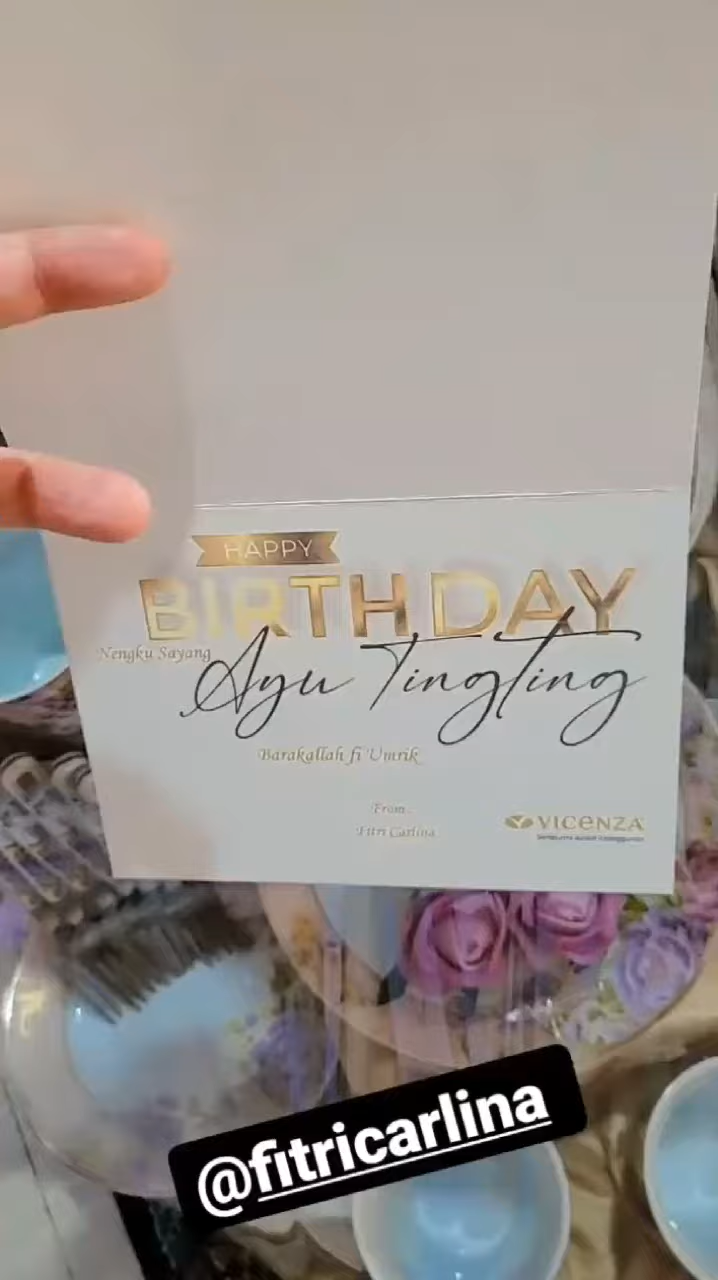 HAPPY
BIRTHDAY
Nengku Sayang
Ayu Tingting
Barakallah fi Umrik
From
Fitri Carlina
VICENZA
@fitricarlina